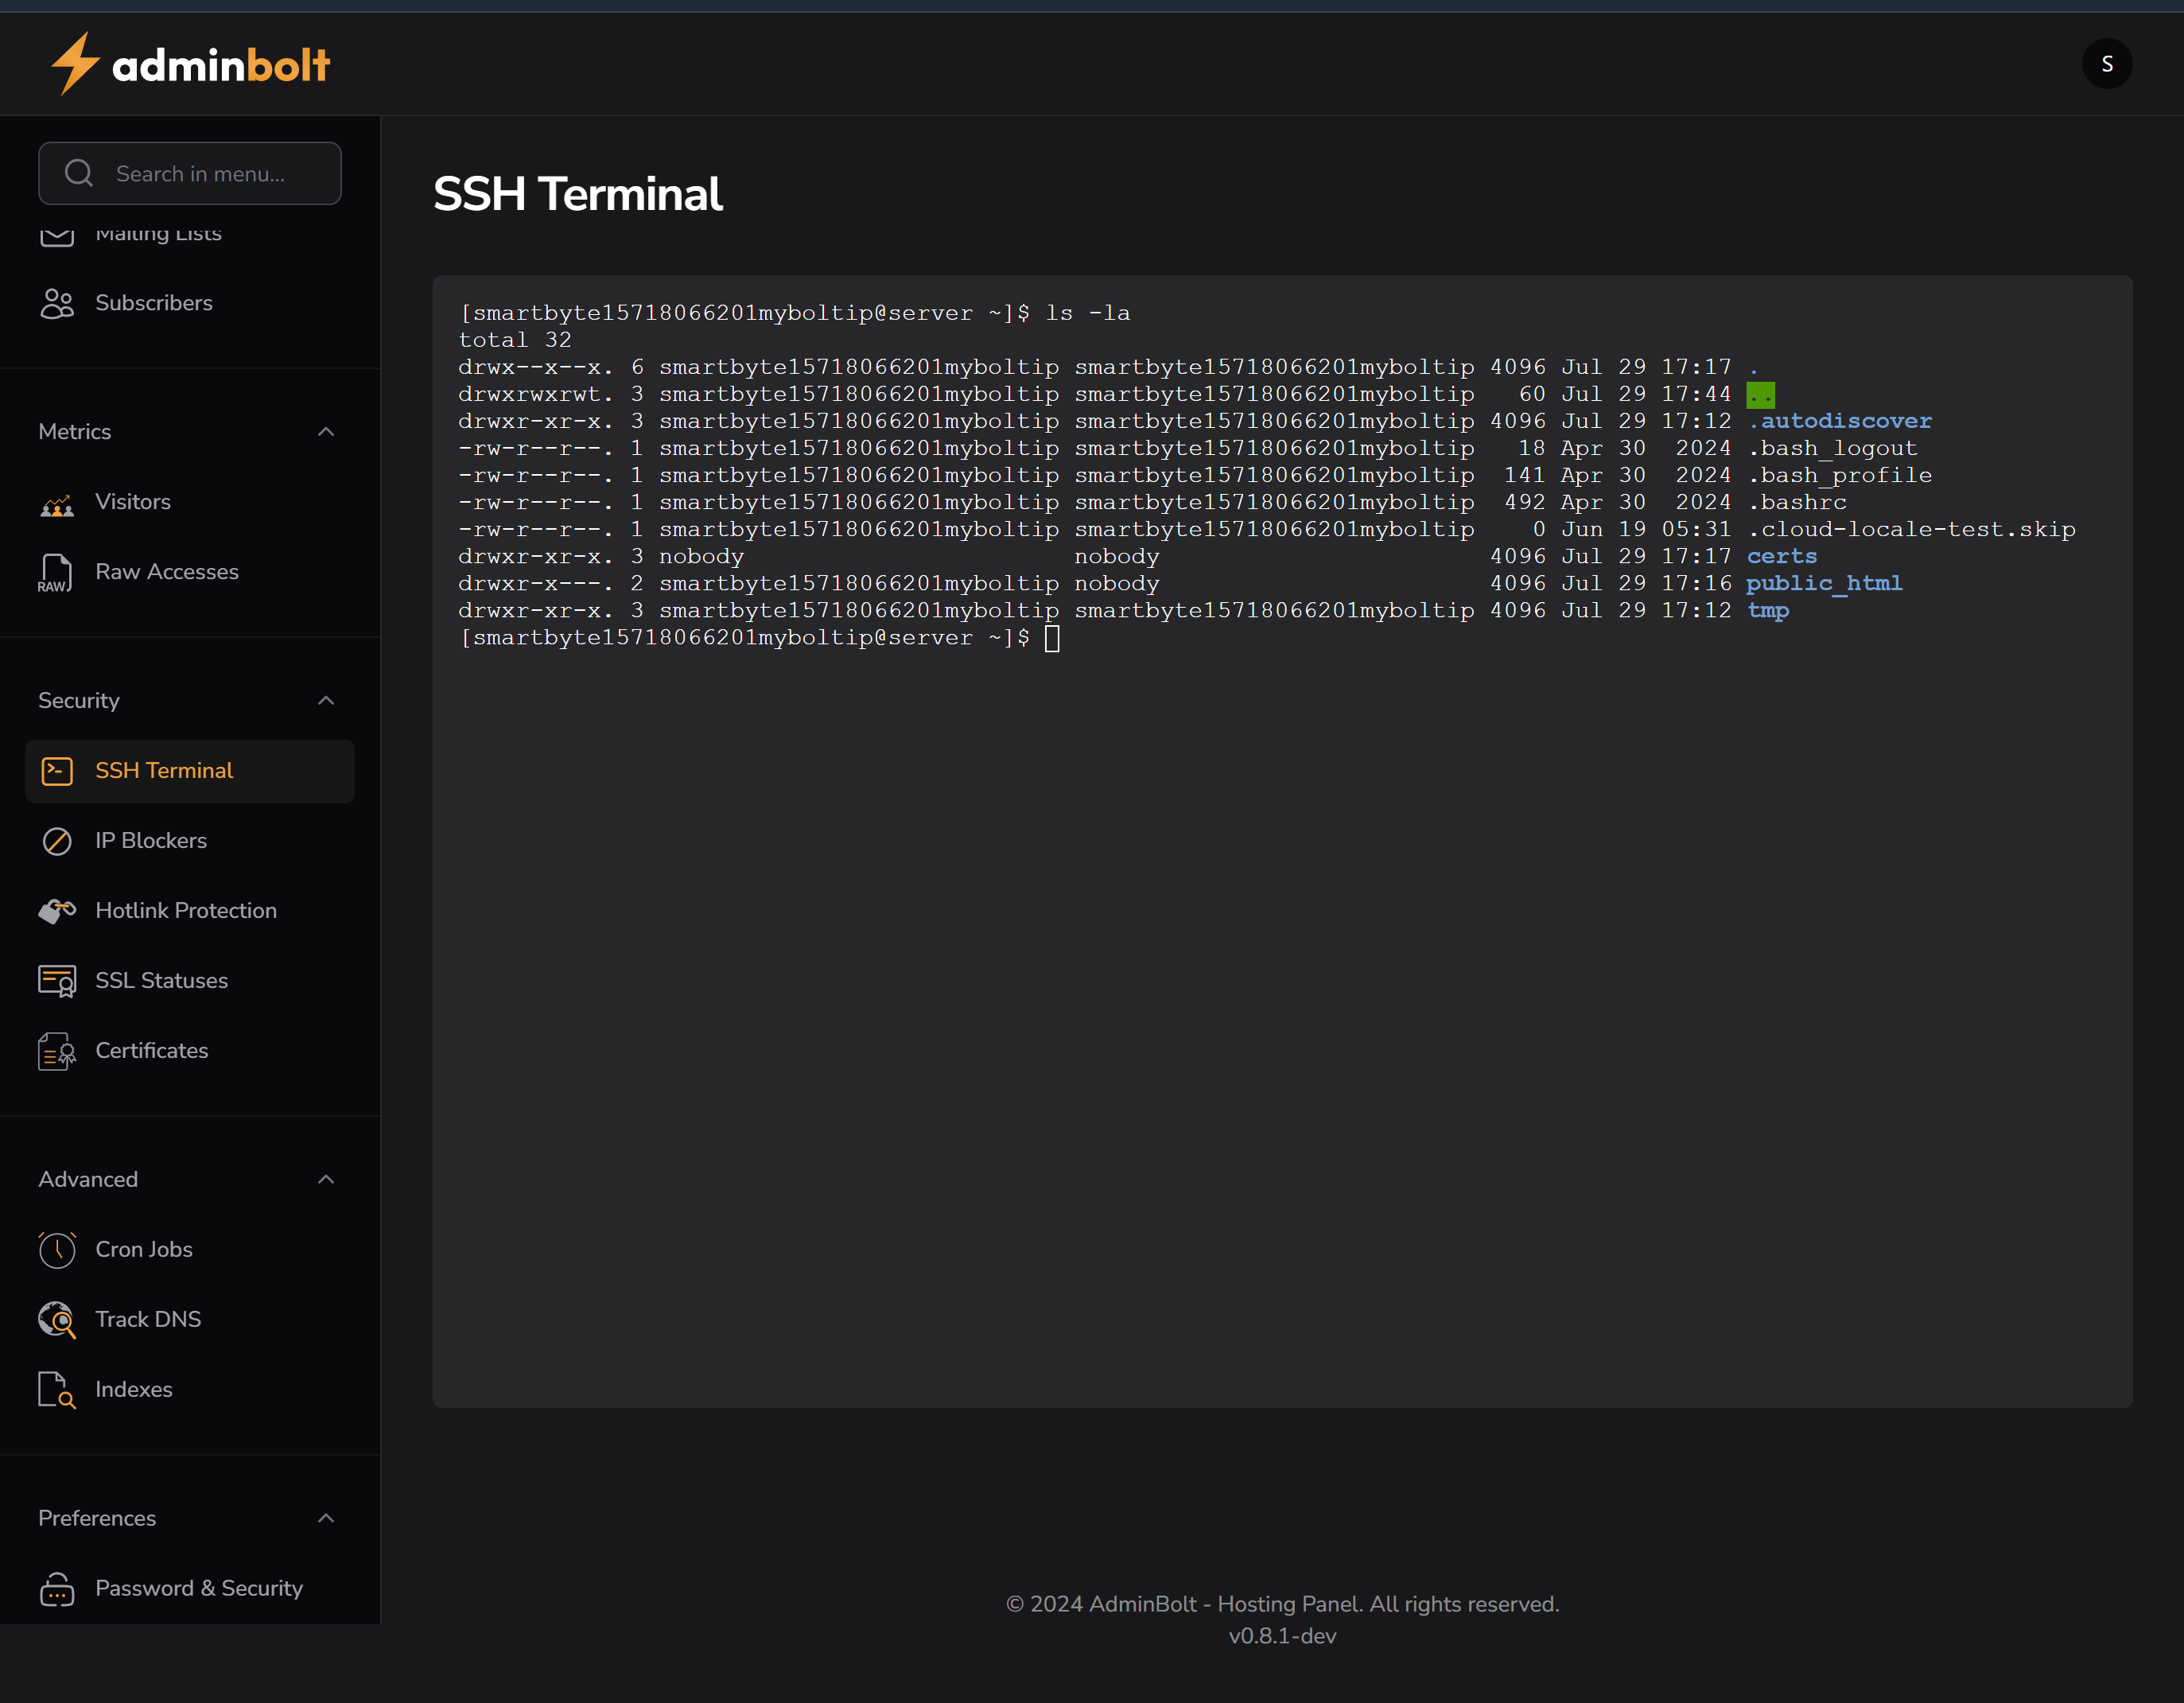 adminbolt
S
Search in menu...
Mailing Lists
Subscribers
Metrics
Visitors
RAW
Raw Accesses
Security
SSH Terminal
IP Blockers
Hotlink Protection
SSL Statuses
Certificates
Advanced
Cron Jobs
Track DNS
Indexes
Preferences
Password & Security
SSH Terminal
[smartbyte15718066201myboltip@server ~]$ ls -la
total 32
drwx--x--x. 6 smartbyte15718066201myboltip smartbyte15718066201myboltip 4096 Jul 29 17:17 .
drwxrwxrwt. 3 smartbyte15718066201myboltip smartbyte15718066201myboltip   60 Jul 29 17:44 ..
drwxr-xr-x. 3 smartbyte15718066201myboltip smartbyte15718066201myboltip 4096 Jul 29 17:12 .autodiscover
-rw-r--r--. 1 smartbyte15718066201myboltip smartbyte15718066201myboltip   18 Apr 30  2024 .bash_logout
-rw-r--r--. 1 smartbyte15718066201myboltip smartbyte15718066201myboltip  141 Apr 30  2024 .bash_profile
-rw-r--r--. 1 smartbyte15718066201myboltip smartbyte15718066201myboltip  492 Apr 30  2024 .bashrc
-rw-r--r--. 1 smartbyte15718066201myboltip smartbyte15718066201myboltip    0 Jun 19 05:31 .cloud-locale-test.skip
drwxr-xr-x. 3 nobody                       nobody                       4096 Jul 29 17:17 certs
drwxr-x---. 2 smartbyte15718066201myboltip nobody                       4096 Jul 29 17:16 public_html
drwxr-xr-x. 3 smartbyte15718066201myboltip smartbyte15718066201myboltip 4096 Jul 29 17:12 tmp
[smartbyte15718066201myboltip@server ~]$
© 2024 AdminBolt - Hosting Panel. All rights reserved.
v0.8.1-dev